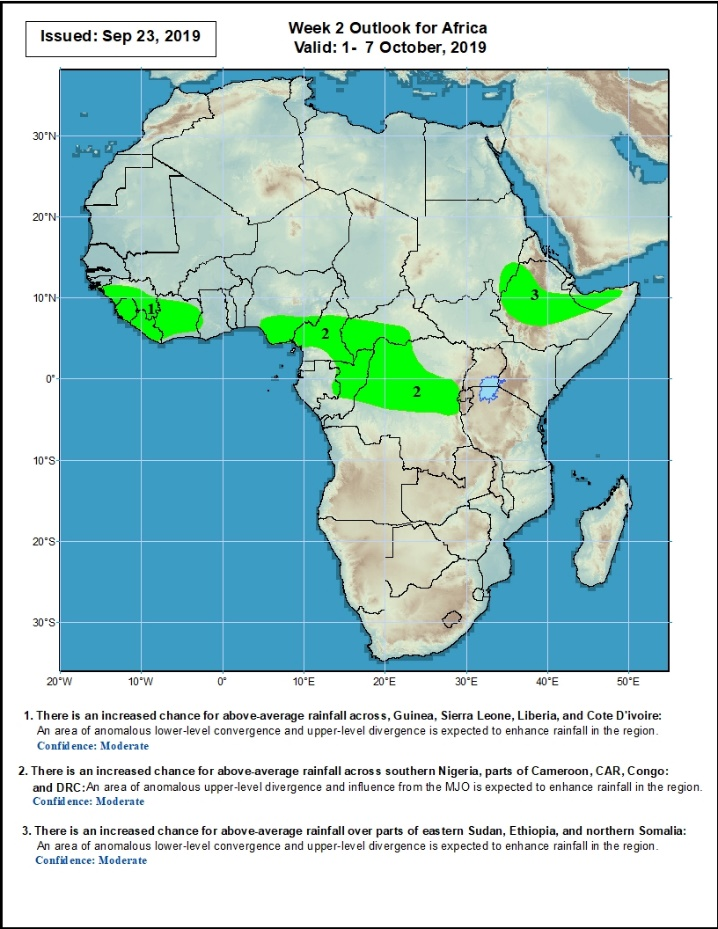 Issued: Sep 23, 2019
Week 2 Outlook for Africa
Valid: 1- 7 October, 2019
30°N
20°N
10°N
0°
10°S
20°S
30°S
1
2
2
3
20°W
10°W
0°
10°E
20°E
30°E
40°E
50°E
1. There is an increased chance for above-average rainfall across, Guinea, Sierra Leone, Liberia, and Cote D'ivoire:
An area of anomalous lower-level convergence and upper-level divergence is expected to enhance rainfall in the region.
Confidence: Moderate
2. There is an increased chance for above-average rainfall across southern Nigeria, parts of Cameroon, CAR, Congo:
and DRC:An area of anomalous upper-level divergence and influence from the MJO is expected to enhance rainfall in the region.
Confidence: Moderate
3. There is an increased chance for above-average rainfall over parts of eastern Sudan, Ethiopia, and northern Somalia:
An area of anomalous lower-level convergence and upper-level divergence is expected to enhance rainfall in the region.
Confidence: Moderate